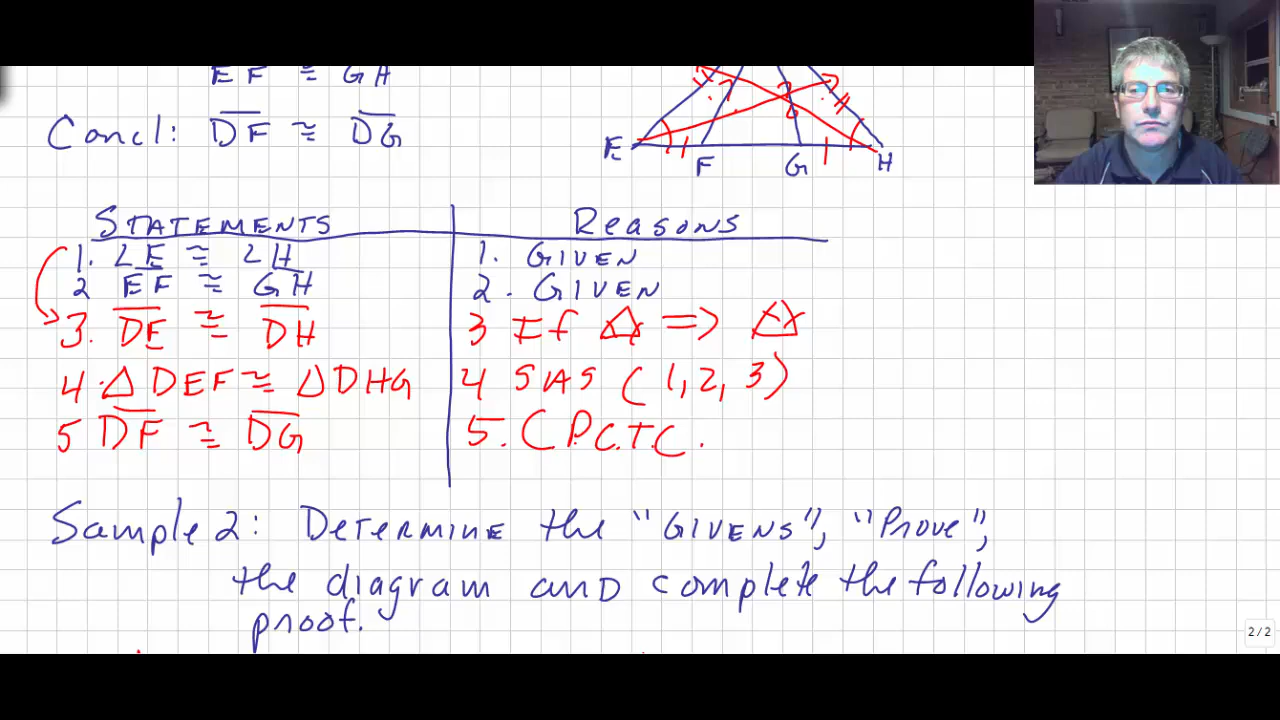 EF ≅ GH
Concl: DF ≅ DG
E F G H
STATEMENTS Reasons
1. ∠E ≅ ∠H 1. GIVEN
2 EF ≅ GH 2. GIVEN
3. DE ≅ DH 3 If △ => △
4. △DEF ≅ △DHG 4 SAS (1, 2, 3)
5 DF ≅ DG 5. C.P.C.T.C.
Sample 2: DETERMINE the "GIVENS", "Prove",
the diagram and complete the following
proof.
2 / 2